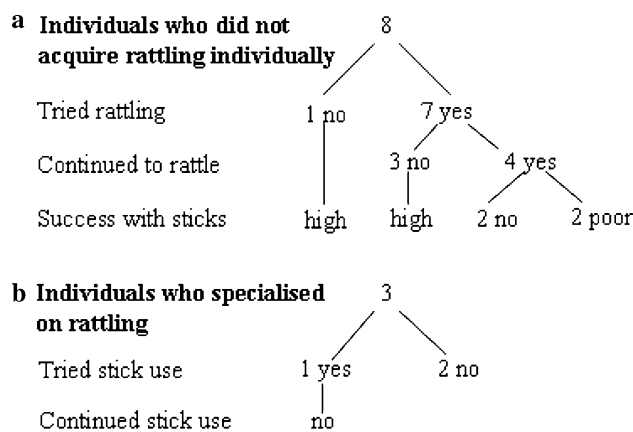 a Individuals who did not 8
acquire rattling individually
Tried rattling 1 no 7 yes
Continued to rattle 3 no 4 yes
Success with sticks high high 2 no 2 poor
b Individuals who specialised 3
on rattling
Tried stick use 1 yes 2 no
Continued stick use no